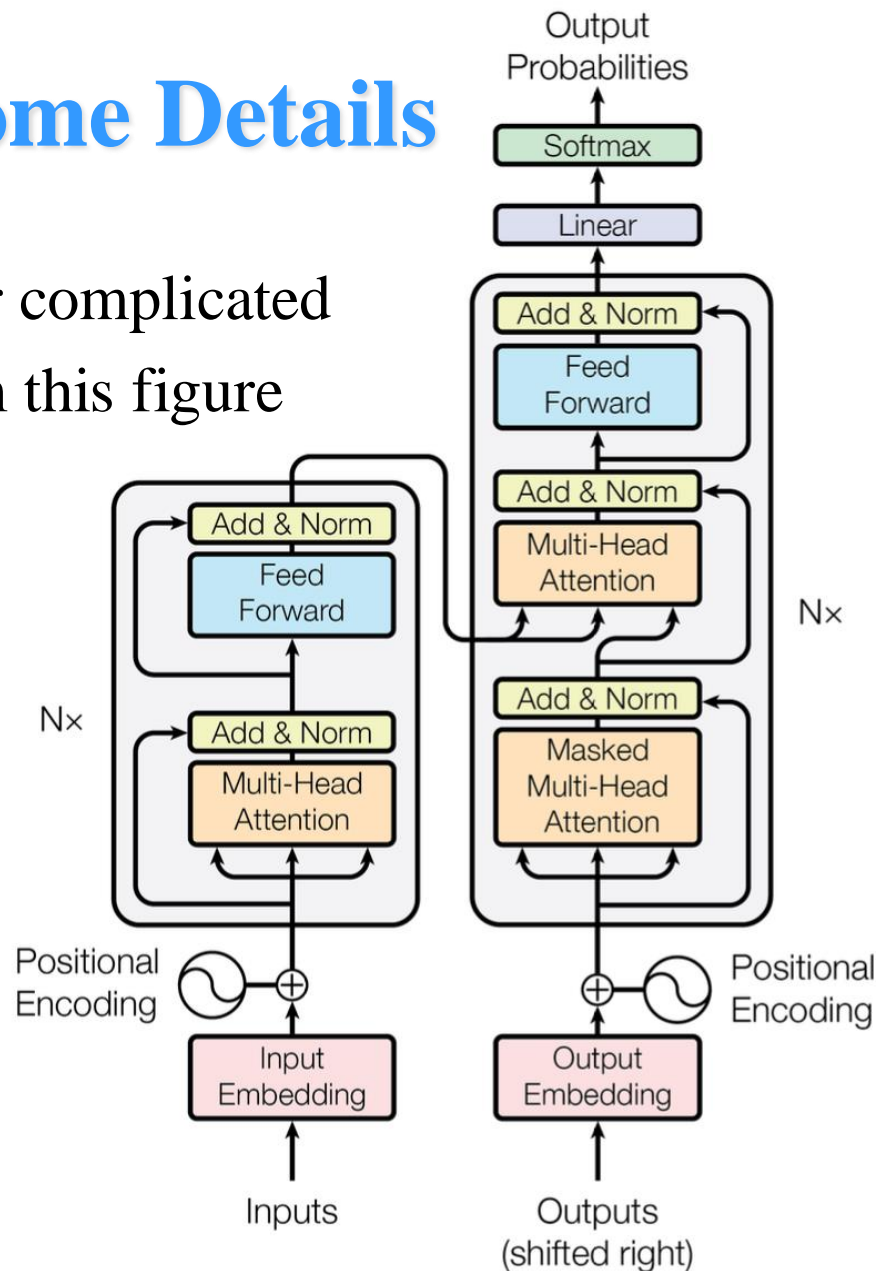 ome Details
r complicated
n this figure
Output
Probabilities
Softmax
Linear
Add & Norm
Feed
Forward
Add & Norm
Multi-Head
Attention
Nx
Add & Norm
Masked
Multi-Head
Attention
Add & Norm
Feed
Forward
Nx
Add & Norm
Multi-Head
Attention
Positional
Encoding
Positional
Encoding
Input
Embedding
Output
Embedding
Inputs
Outputs
(shifted right)